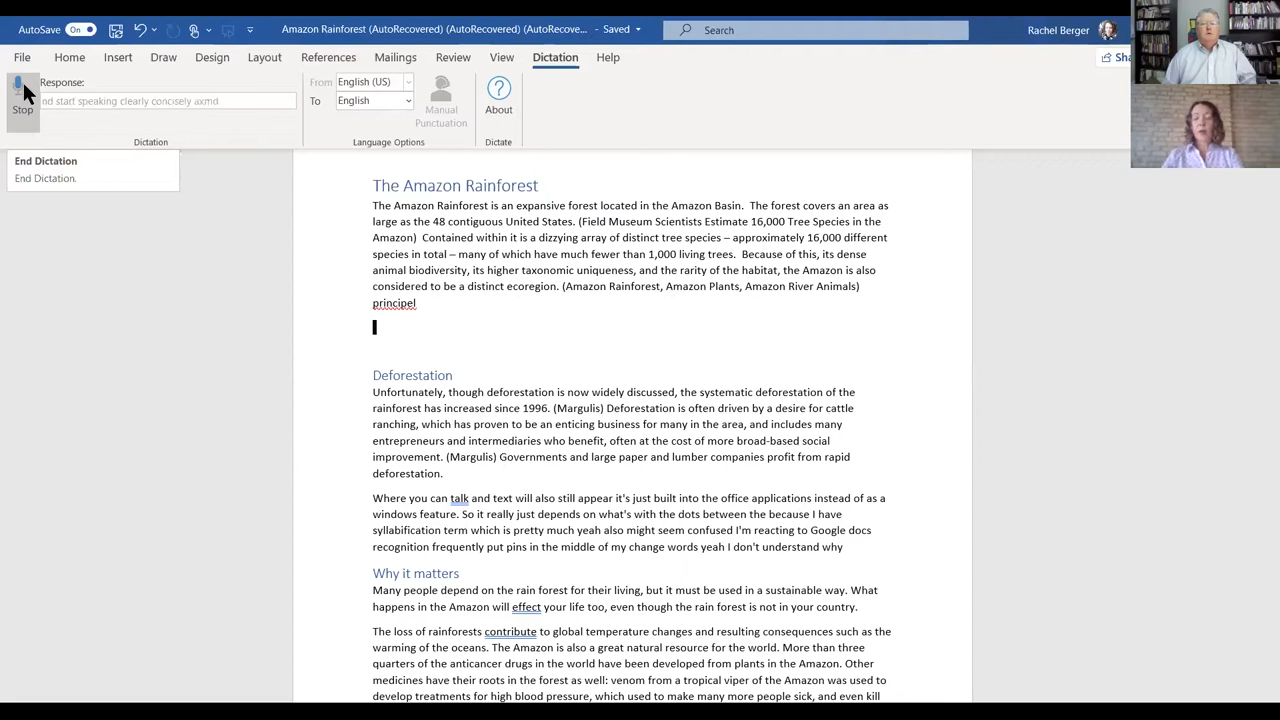 AutoSave On
Amazon Rainforest (AutoRecovered) (AutoRecovered) (AutoRecove... - Saved
Search
Rachel Berger
File Home Insert Draw Design Layout References Mailings Review View Dictation Help
Sha
Response:
nd start speaking clearly concisely axmd
Stop
Dictation
From English (US)
To English
Manual
Punctuation
Language Options
About
Dictate
End Dictation
End Dictation.
The Amazon Rainforest
The Amazon Rainforest is an expansive forest located in the Amazon Basin.  The forest covers an area as
large as the 48 contiguous United States. (Field Museum Scientists Estimate 16,000 Tree Species in the
Amazon)  Contained within it is a dizzying array of distinct tree species – approximately 16,000 different
species in total – many of which have much fewer than 1,000 living trees.  Because of this, its dense
animal biodiversity, its higher taxonomic uniqueness, and the rarity of the habitat, the Amazon is also
considered to be a distinct ecoregion. (Amazon Rainforest, Amazon Plants, Amazon River Animals)
principel
Deforestation
Unfortunately, though deforestation is now widely discussed, the systematic deforestation of the
rainforest has increased since 1996. (Margulis) Deforestation is often driven by a desire for cattle
ranching, which has proven to be an enticing business for many in the area, and includes many
entrepreneurs and intermediaries who benefit, often at the cost of more broad-based social
improvement. (Margulis) Governments and large paper and lumber companies profit from rapid
deforestation.
Where you can talk and text will also still appear it's just built into the office applications instead of as a
windows feature. So it really just depends on what's with the dots between the because I have
syllabification term which is pretty much yeah also might seem confused I'm reacting to Google docs
recognition frequently put pins in the middle of my change words yeah I don't understand why
Why it matters
Many people depend on the rain forest for their living, but it must be used in a sustainable way. What
happens in the Amazon will effect your life too, even though the rain forest is not in your country.
The loss of rainforests contribute to global temperature changes and resulting consequences such as the
warming of the oceans. The Amazon is also a great natural resource for the world. More than three
quarters of the anticancer drugs in the world have been developed from plants in the Amazon. Other
medicines have their roots in the forest as well: venom from a tropical viper of the Amazon was used to
develop treatments for high blood pressure, which used to make many more people sick, and even kill